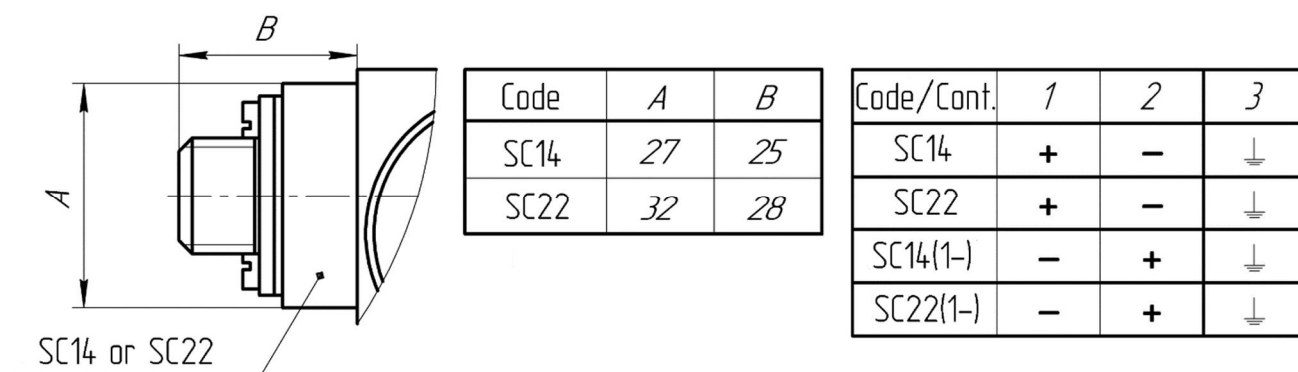 B
A
SC14 or SC22
Code A B
SC14 27 25
SC22 32 28
Code/Cont. 1 2 3
SC14 + − ⏚
SC22 + − ⏚
SC14(1−) − + ⏚
SC22(1−) − + ⏚